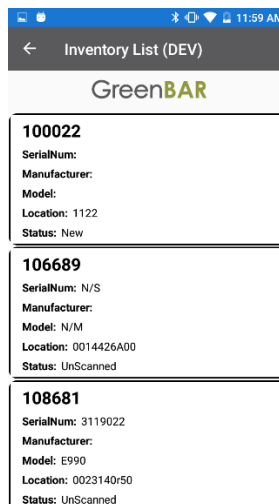 11:59 AM
Inventory List (DEV)
GreenBAR
100022
SerialNum:
Manufacturer:
Model:
Location: 1122
Status: New
106689
SerialNum: N/S
Manufacturer:
Model: N/M
Location: 0014426A00
Status: UnScanned
108681
SerialNum: 3119022
Manufacturer:
Model: E990
Location: 0023140r50
Status: UnScanned